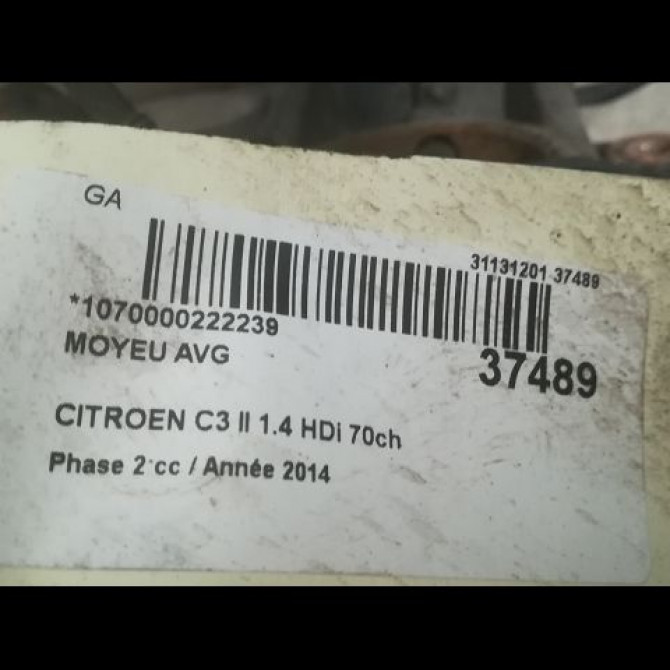 GA
31131201 37489
*1070000222239
37489
MOYEU AVG
CITROEN C3 II 1.4 HDi 70ch
Phase 2 cc / Année 2014